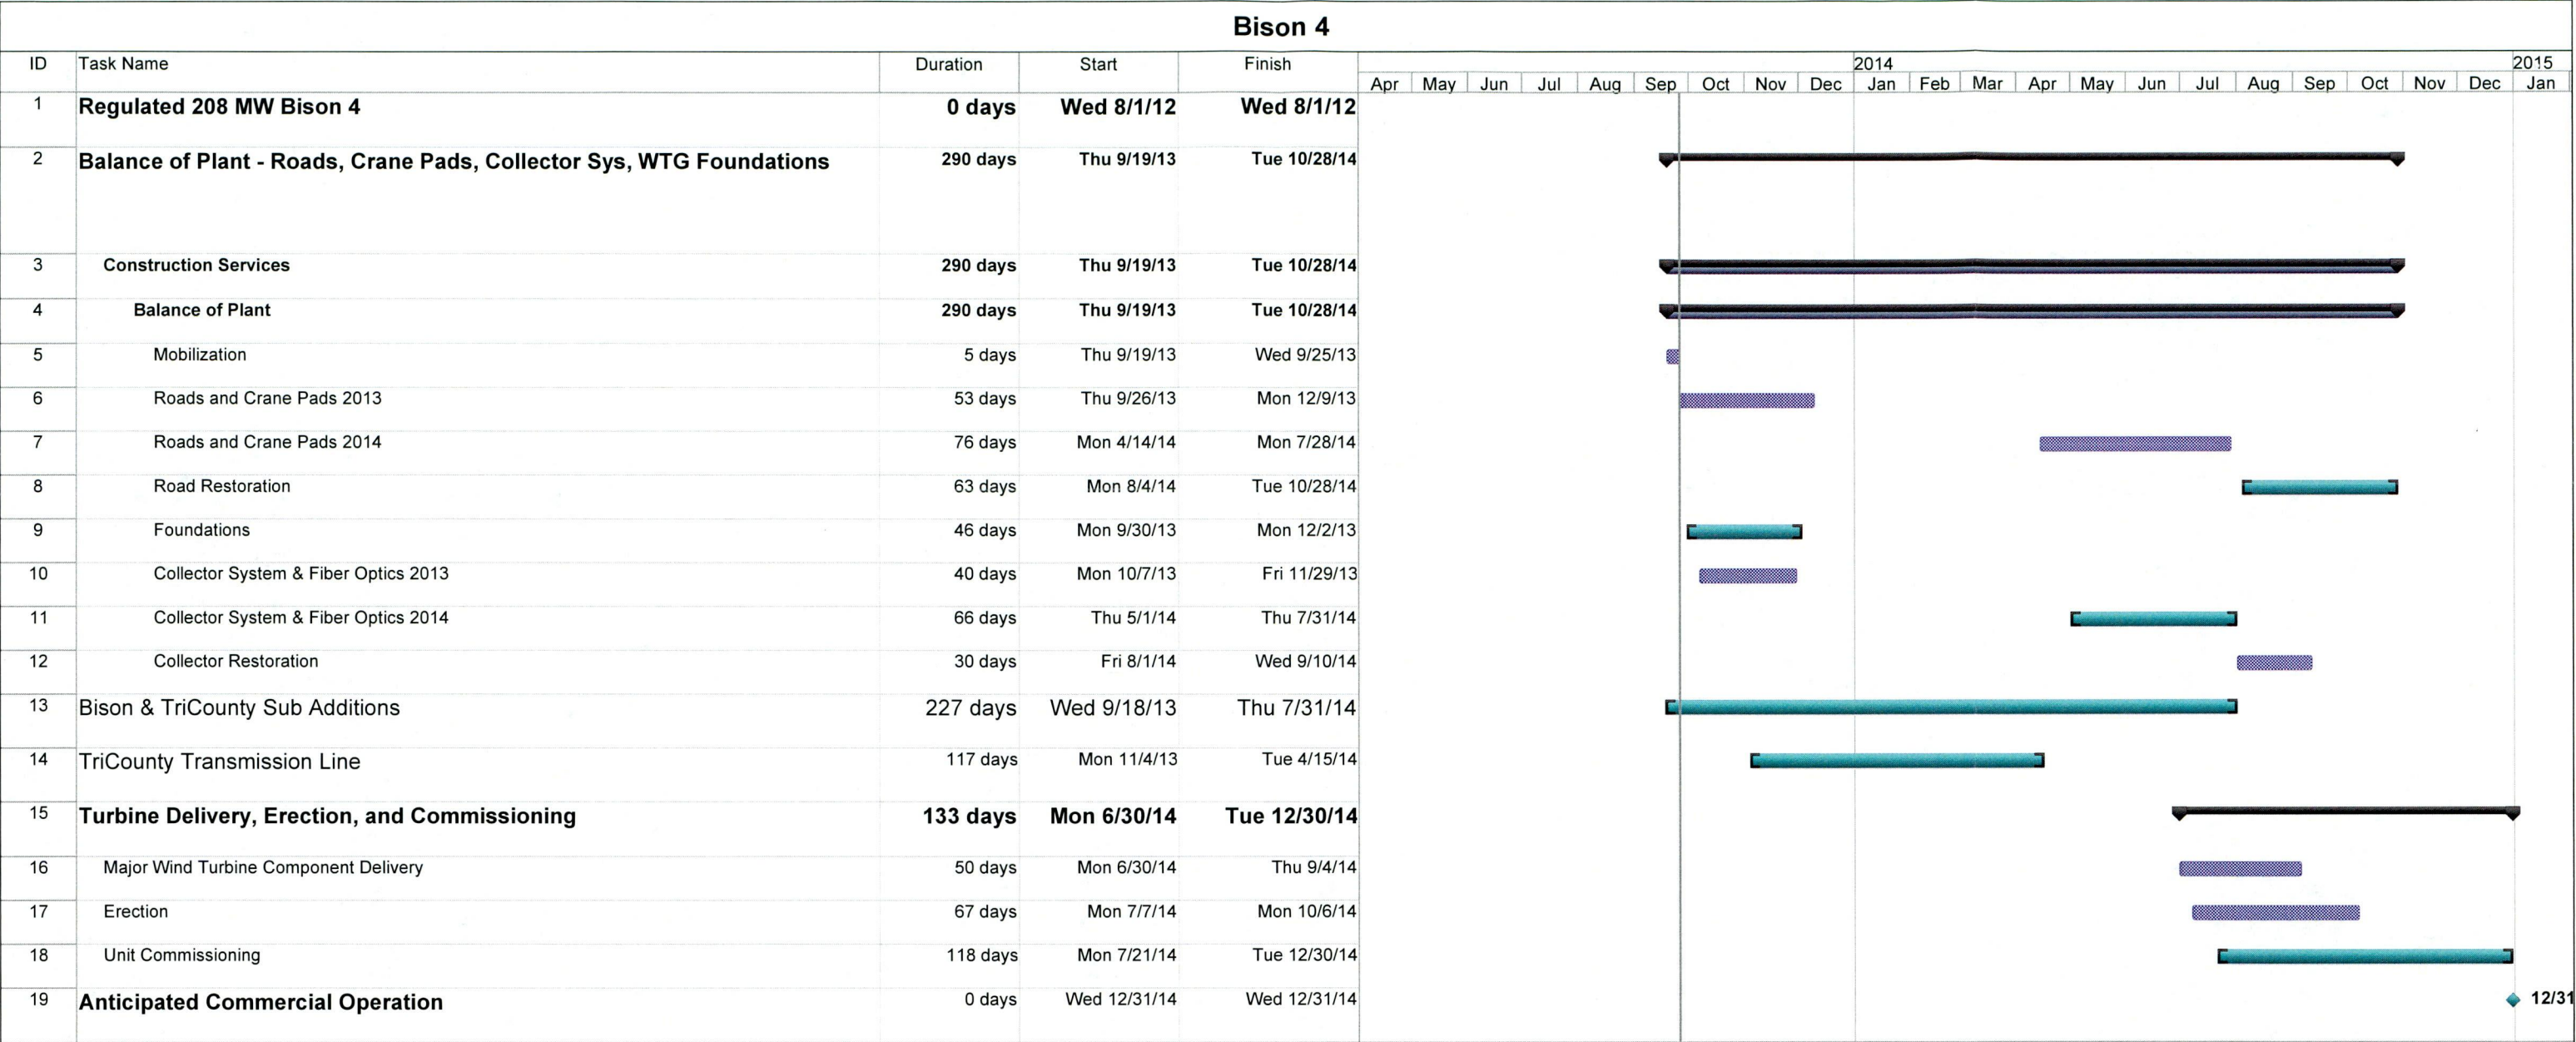 Bison 4
ID Task Name Duration Start Finish 2014 2015
Apr May Jun Jul Aug Sep Oct Nov Dec Jan Feb Mar Apr May Jun Jul Aug Sep Oct Nov Dec Jan
1 Regulated 208 MW Bison 4 0 days Wed 8/1/12 Wed 8/1/12
2 Balance of Plant - Roads, Crane Pads, Collector Sys, WTG Foundations 290 days Thu 9/19/13 Tue 10/28/14
3 Construction Services 290 days Thu 9/19/13 Tue 10/28/14
4 Balance of Plant 290 days Thu 9/19/13 Tue 10/28/14
5 Mobilization 5 days Thu 9/19/13 Wed 9/25/13
6 Roads and Crane Pads 2013 53 days Thu 9/26/13 Mon 12/9/13
7 Roads and Crane Pads 2014 76 days Mon 4/14/14 Mon 7/28/14
8 Road Restoration 63 days Mon 8/4/14 Tue 10/28/14
9 Foundations 46 days Mon 9/30/13 Mon 12/2/13
10 Collector System & Fiber Optics 2013 40 days Mon 10/7/13 Fri 11/29/13
11 Collector System & Fiber Optics 2014 66 days Thu 5/1/14 Thu 7/31/14
12 Collector Restoration 30 days Fri 8/1/14 Wed 9/10/14
13 Bison & TriCounty Sub Additions 227 days Wed 9/18/13 Thu 7/31/14
14 TriCounty Transmission Line 117 days Mon 11/4/13 Tue 4/15/14
15 Turbine Delivery, Erection, and Commissioning 133 days Mon 6/30/14 Tue 12/30/14
16 Major Wind Turbine Component Delivery 50 days Mon 6/30/14 Thu 9/4/14
17 Erection 67 days Mon 7/7/14 Mon 10/6/14
18 Unit Commissioning 118 days Mon 7/21/14 Tue 12/30/14
19 Anticipated Commercial Operation 0 days Wed 12/31/14 Wed 12/31/14 12/31